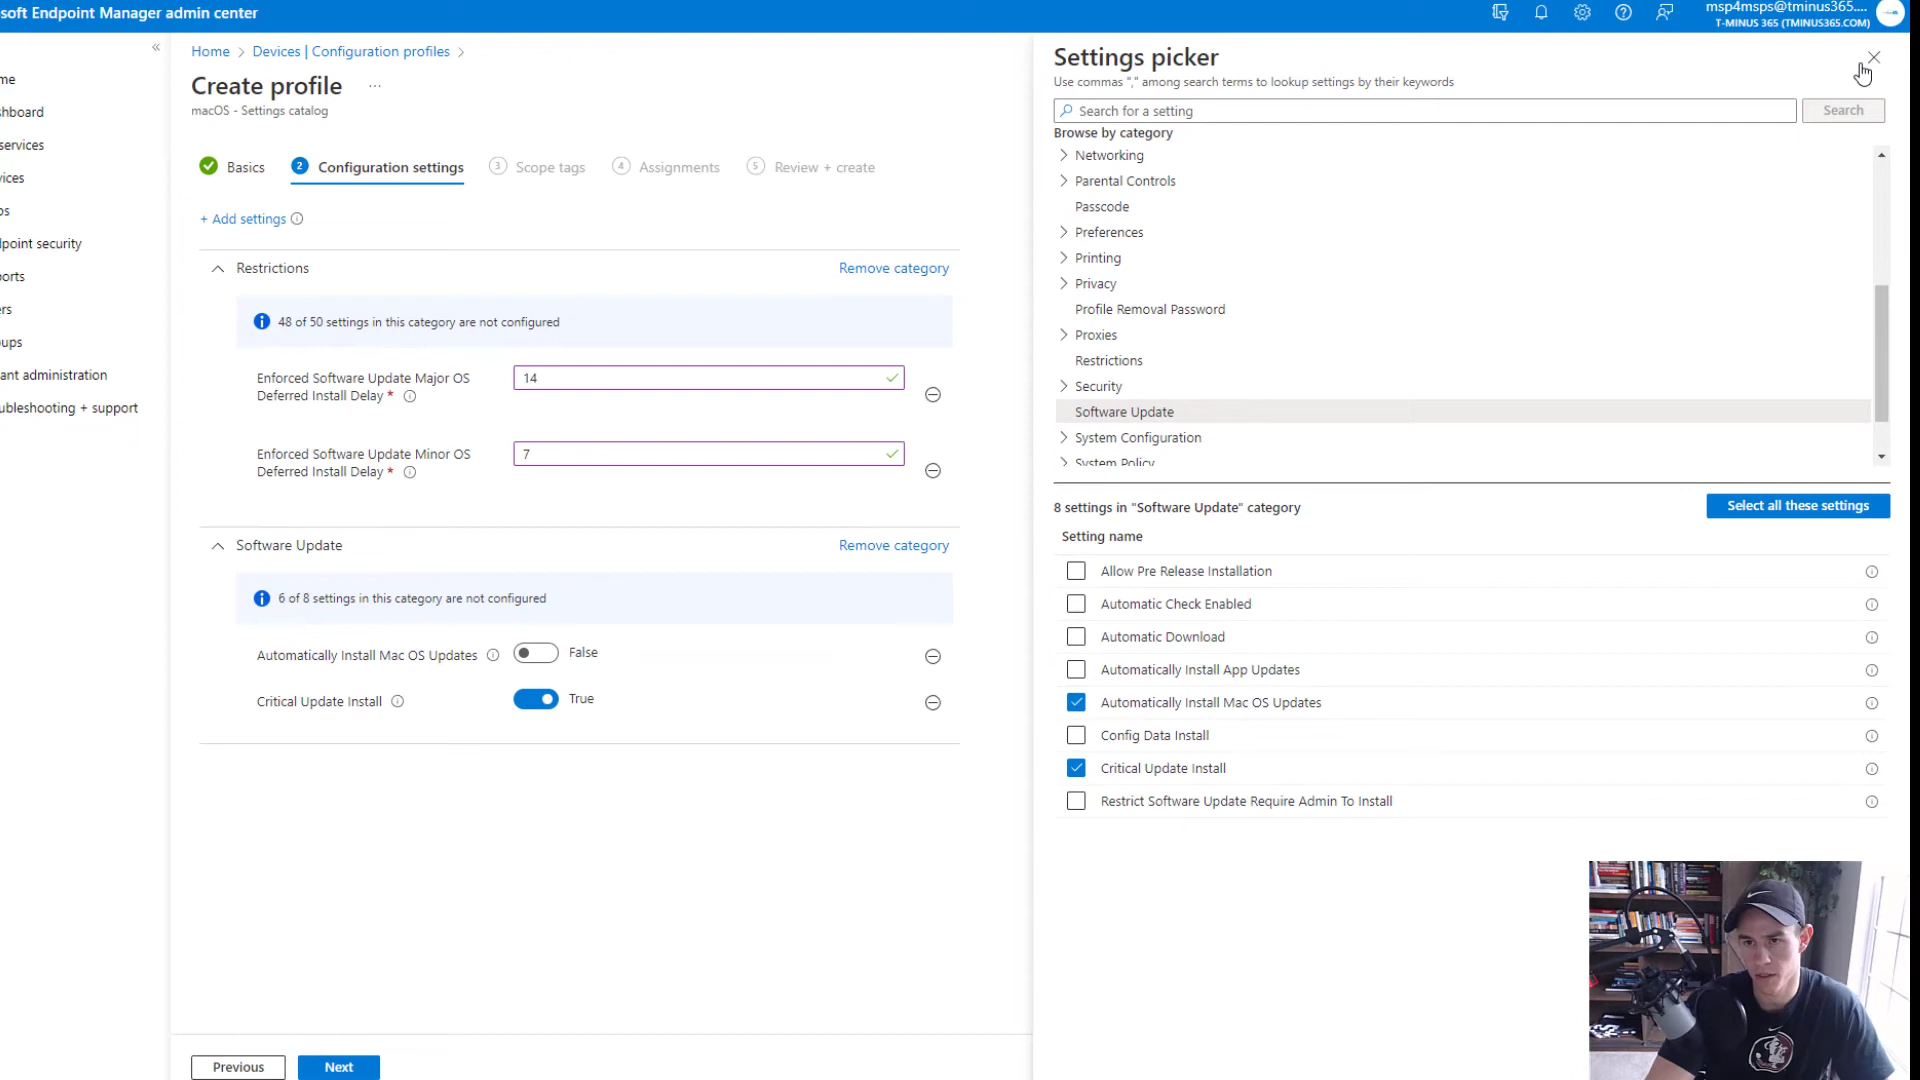 soft Endpoint Manager admin center
msp4msps@tminus365....
T-MINUS 365 (TMINUS365.COM)
«
me
hboard
services
ices
ps
dpoint security
ports
ers
ups
ant administration
ubleshooting + support
Home > Devices | Configuration profiles >
Create profile ...
macOS - Settings catalog
Basics
2 Configuration settings
3 Scope tags
4 Assignments
5 Review + create
+ Add settings
Restrictions
Remove category
48 of 50 settings in this category are not configured
Enforced Software Update Major OS
Deferred Install Delay *
14
Enforced Software Update Minor OS
Deferred Install Delay *
7
Software Update
Remove category
6 of 8 settings in this category are not configured
Automatically Install Mac OS Updates
False
Critical Update Install
True
Previous
Next
Settings picker
Use commas "," among search terms to lookup settings by their keywords
Search for a setting
Search
Browse by category
Networking
Parental Controls
Passcode
Preferences
Printing
Privacy
Profile Removal Password
Proxies
Restrictions
Security
Software Update
System Configuration
System Policy
8 settings in "Software Update" category
Select all these settings
Setting name
Allow Pre Release Installation
Automatic Check Enabled
Automatic Download
Automatically Install App Updates
Automatically Install Mac OS Updates
Config Data Install
Critical Update Install
Restrict Software Update Require Admin To Install